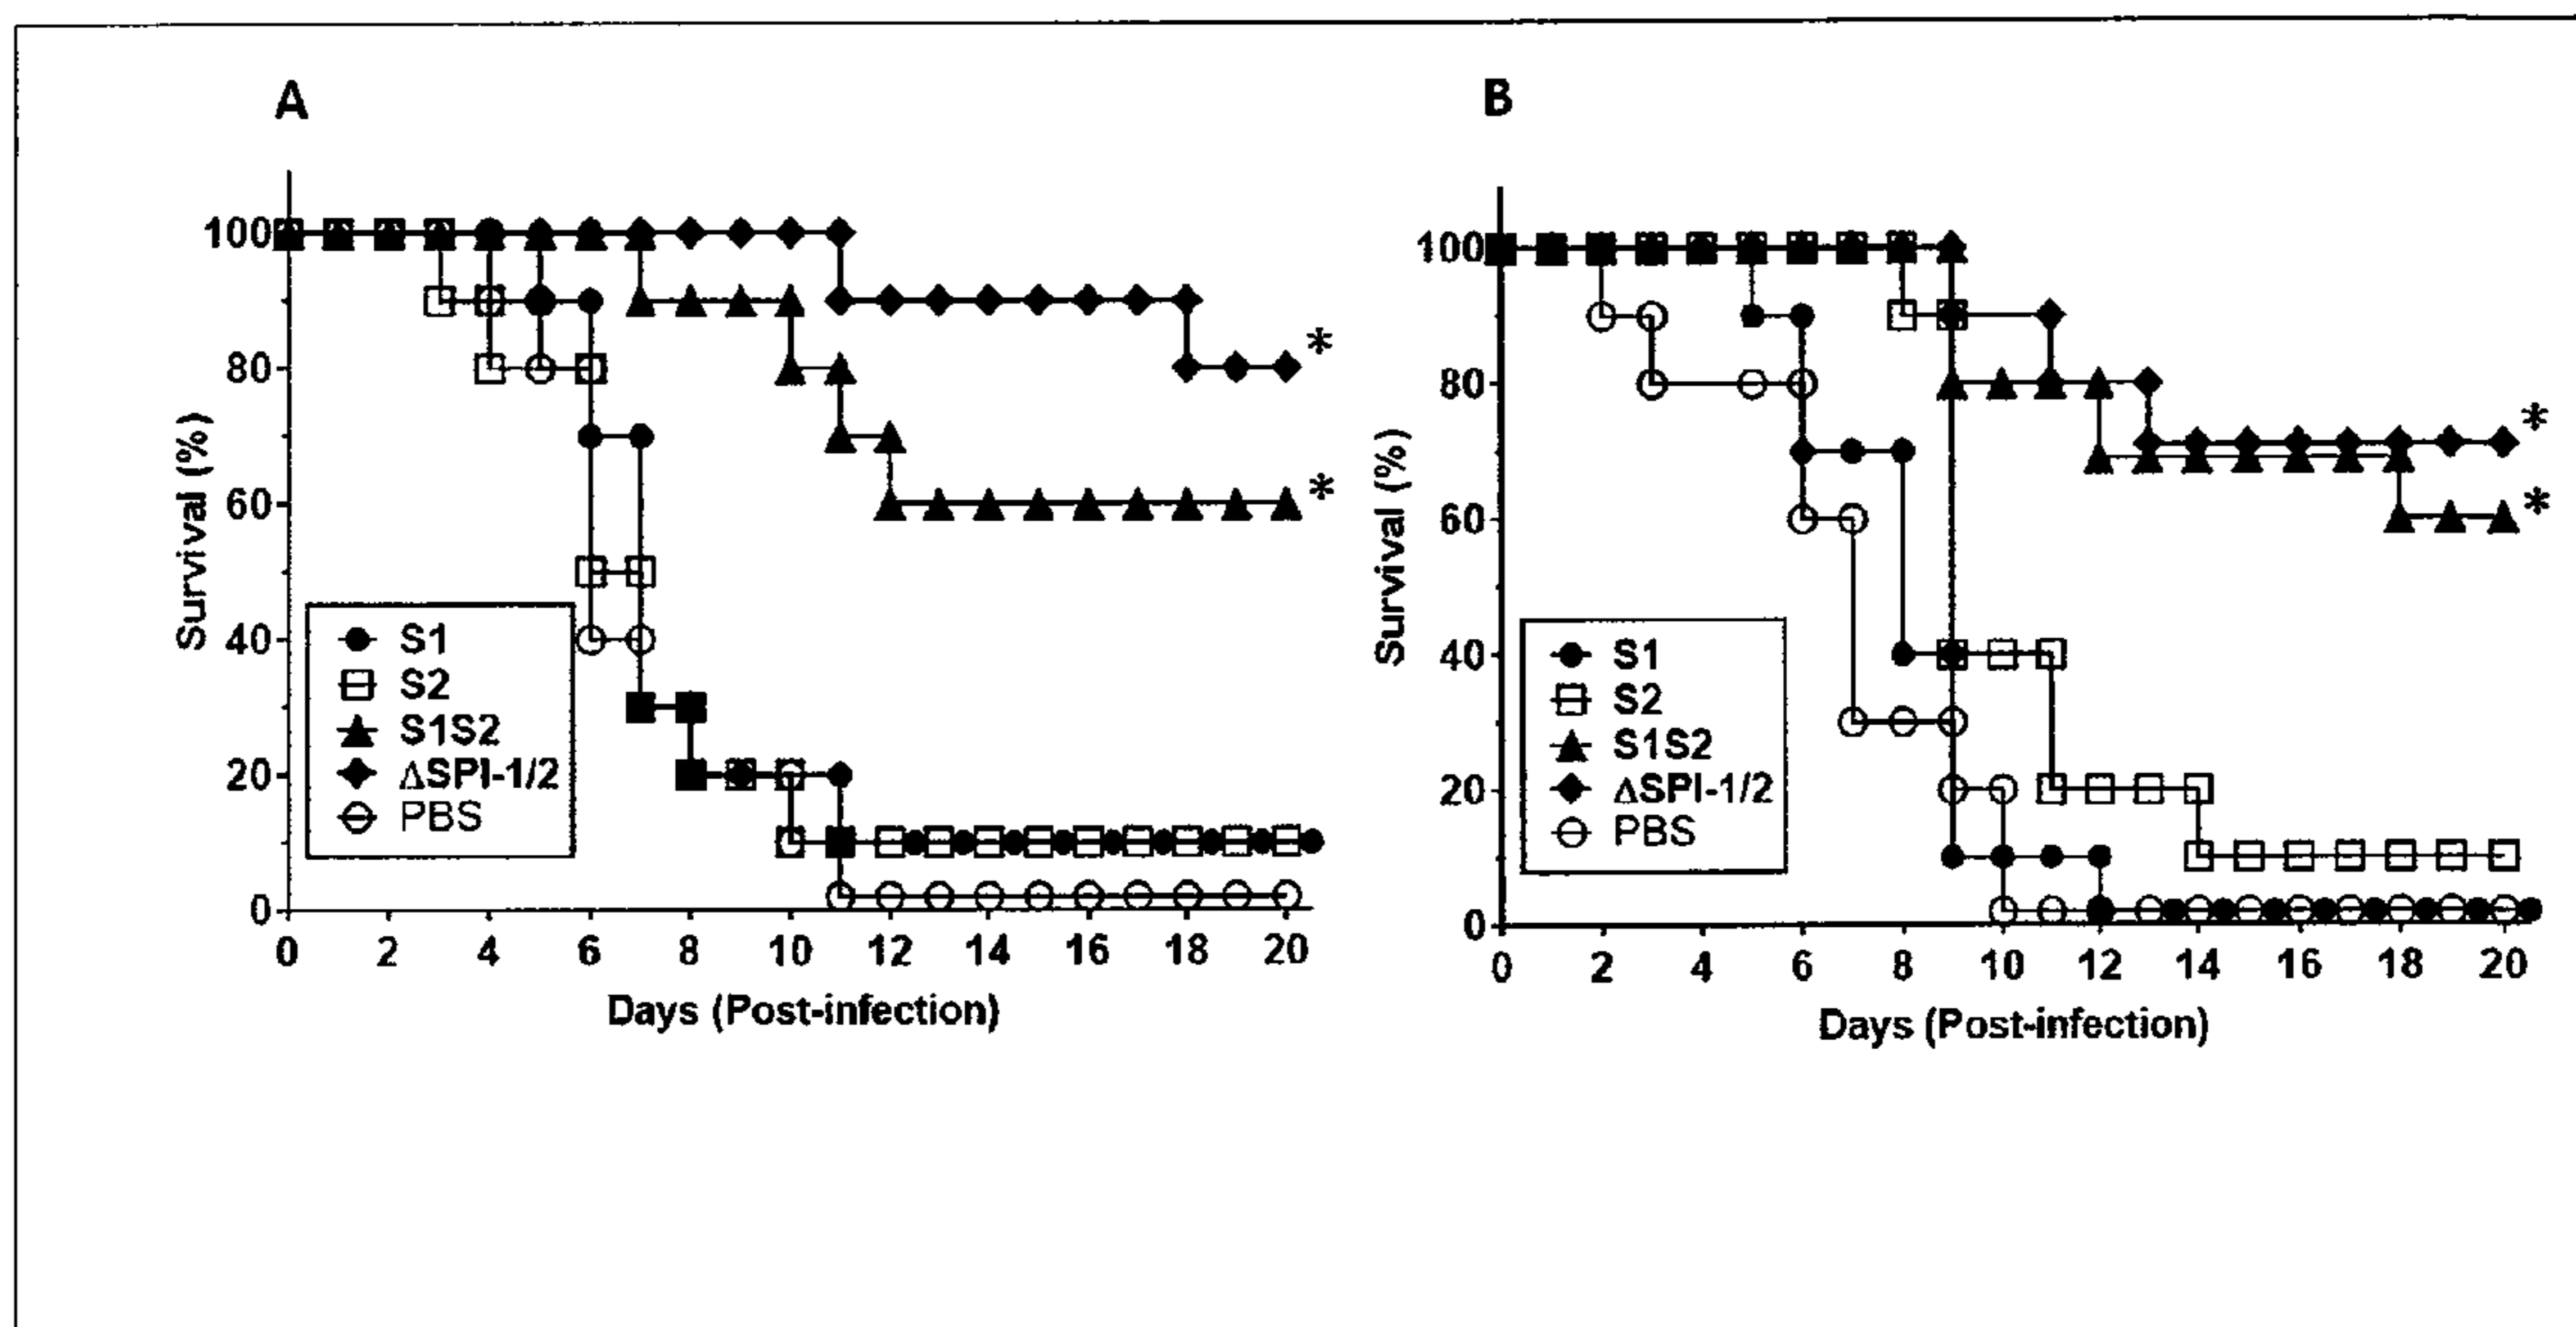 A
B
Survival (%)
100
80
60
40
20
0
*
*
S1
S2
S1S2
ΔSPI-1/2
PBS
0 2 4 6 8 10 12 14 16 18 20
Days (Post-infection)
Survival (%)
100
80
60
40
20
0
*
*
S1
S2
S1S2
ΔSPI-1/2
PBS
0 2 4 6 8 10 12 14 16 18 20
Days (Post-infection)